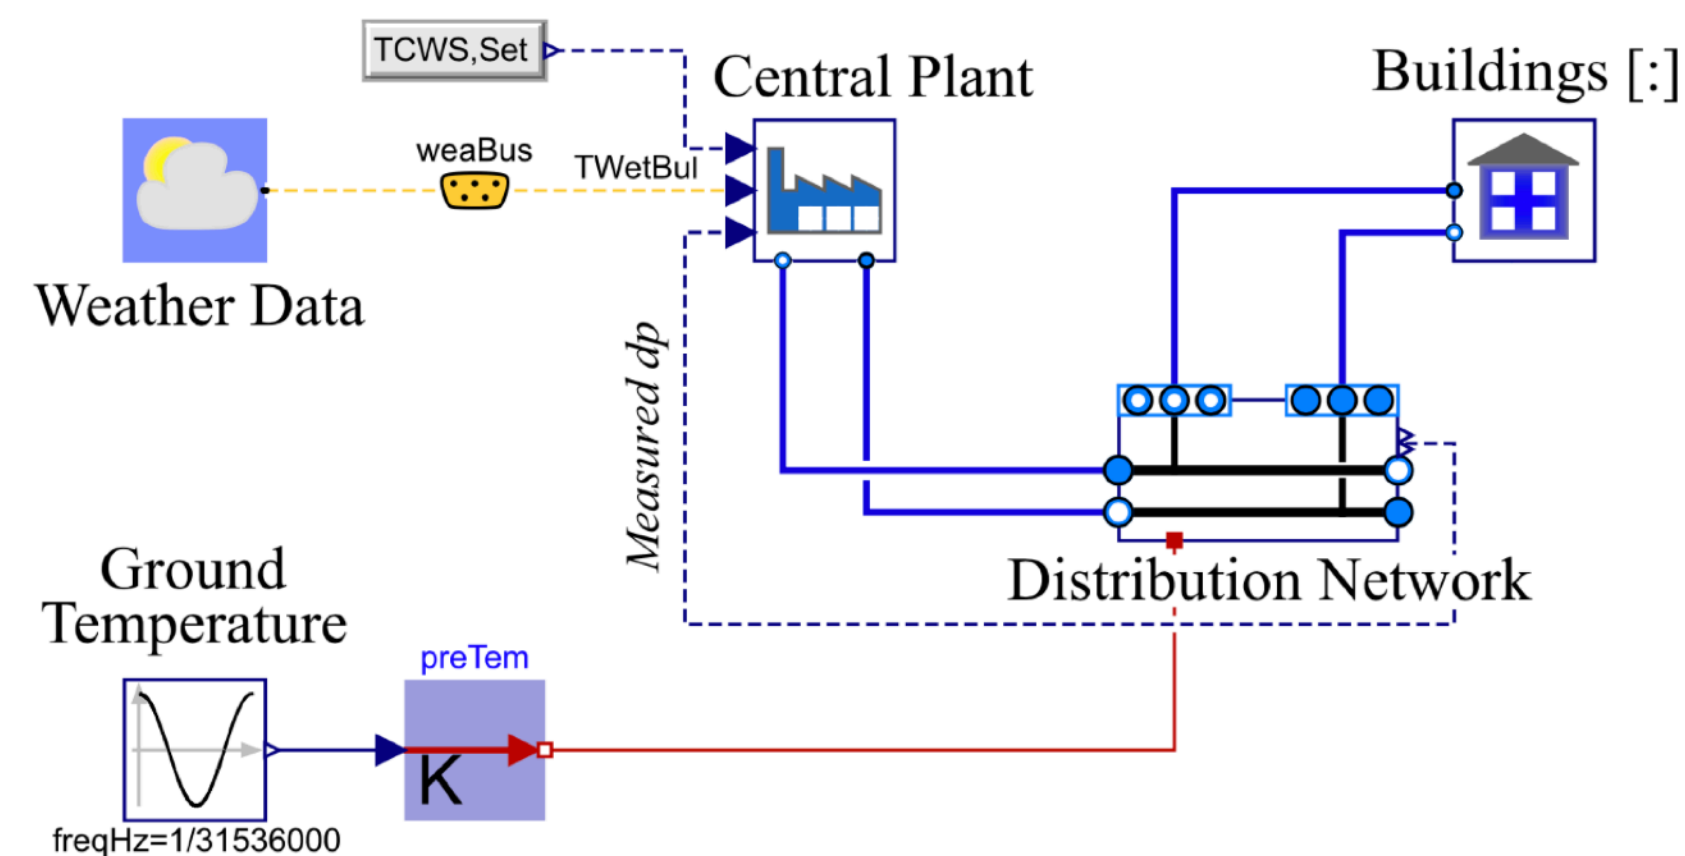 TCWS,Set
Central Plant
Buildings [:]
weaBus
TWetBul
Weather Data
Measured dp
Distribution Network
Ground
Temperature
preTem
K
freqHz=1/31536000